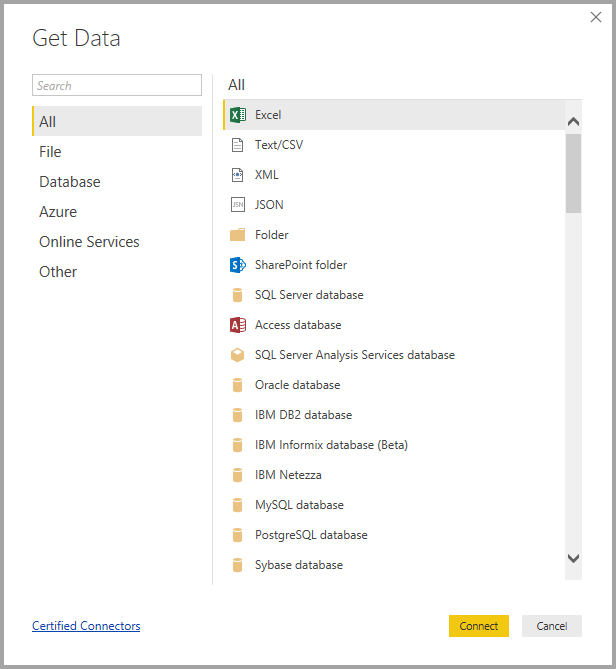 Get Data
Search
All
File
Database
Azure
Online Services
Other
All
Excel
Text/CSV
XML
JSON
Folder
SharePoint folder
SQL Server database
Access database
SQL Server Analysis Services database
Oracle database
IBM DB2 database
IBM Informix database (Beta)
IBM Netezza
MySQL database
PostgreSQL database
Sybase database
Certified Connectors
Connect
Cancel